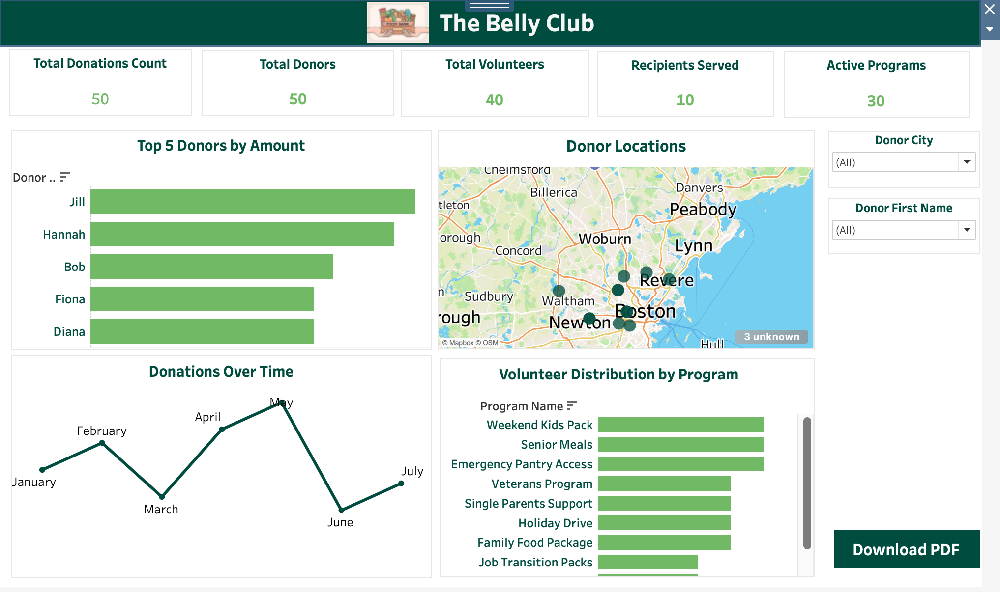 FOOD BANK
The Belly Club
Total Donations Count
50
Total Donors
50
Total Volunteers
40
Recipients Served
10
Active Programs
30
Top 5 Donors by Amount
Donor ..
Jill
Hannah
Bob
Fiona
Diana
Donor Locations
Chelmsford
Billerica
Danvers
tleton
Peabody
orough
Woburn
Lynn
Concord
Revere
n
Sudbury
Waltham
Boston
rough
Newton
3 unknown
© Mapbox © OSM
Hull
Donor City
(All)
Donor First Name
(All)
Donations Over Time
May
April
February
January
July
March
June
Volunteer Distribution by Program
Program Name
Weekend Kids Pack
Senior Meals
Emergency Pantry Access
Veterans Program
Single Parents Support
Holiday Drive
Family Food Package
Job Transition Packs
Download PDF